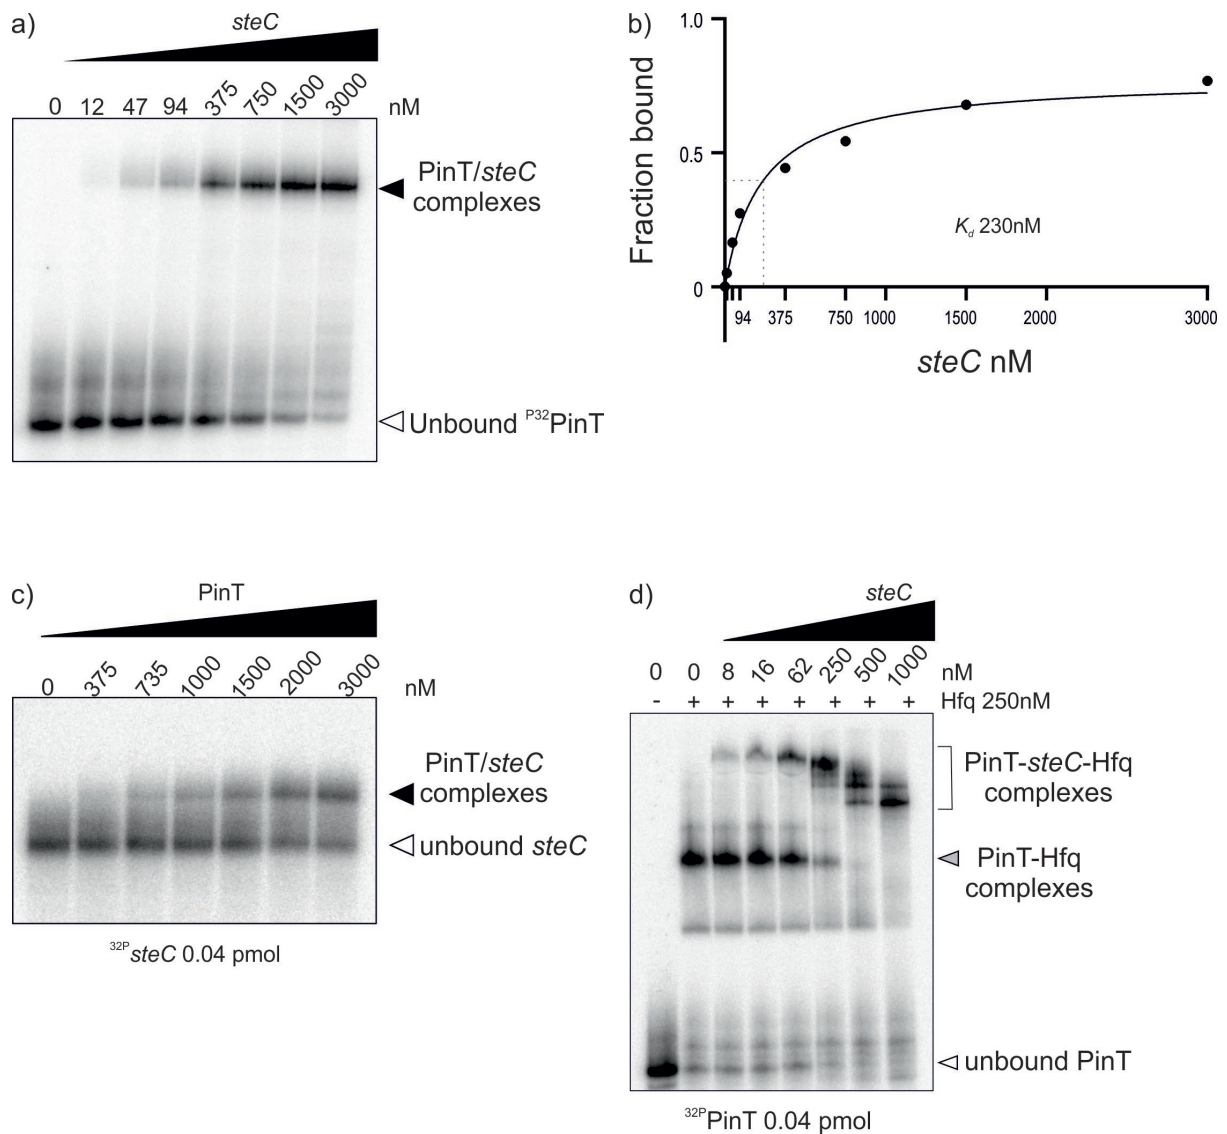 a)
steC
0 12 47 94 375 750 1500 3000 nM
PinT/steC
complexes
Unbound P32PinT
b)
Fraction bound
1.0
0.5
0
Kd 230nM
94 375 750 1000 1500 2000 3000
steC nM
c)
PinT
0 375 735 1000 1500 2000 3000 nM
PinT/steC
complexes
unbound steC
32PsteC 0.04 pmol
d)
steC
0 0 8 16 62 250 500 1000 nM
- + + + + + + + Hfq 250nM
PinT-steC-Hfq
complexes
PinT-Hfq
complexes
unbound PinT
32PPinT 0.04 pmol